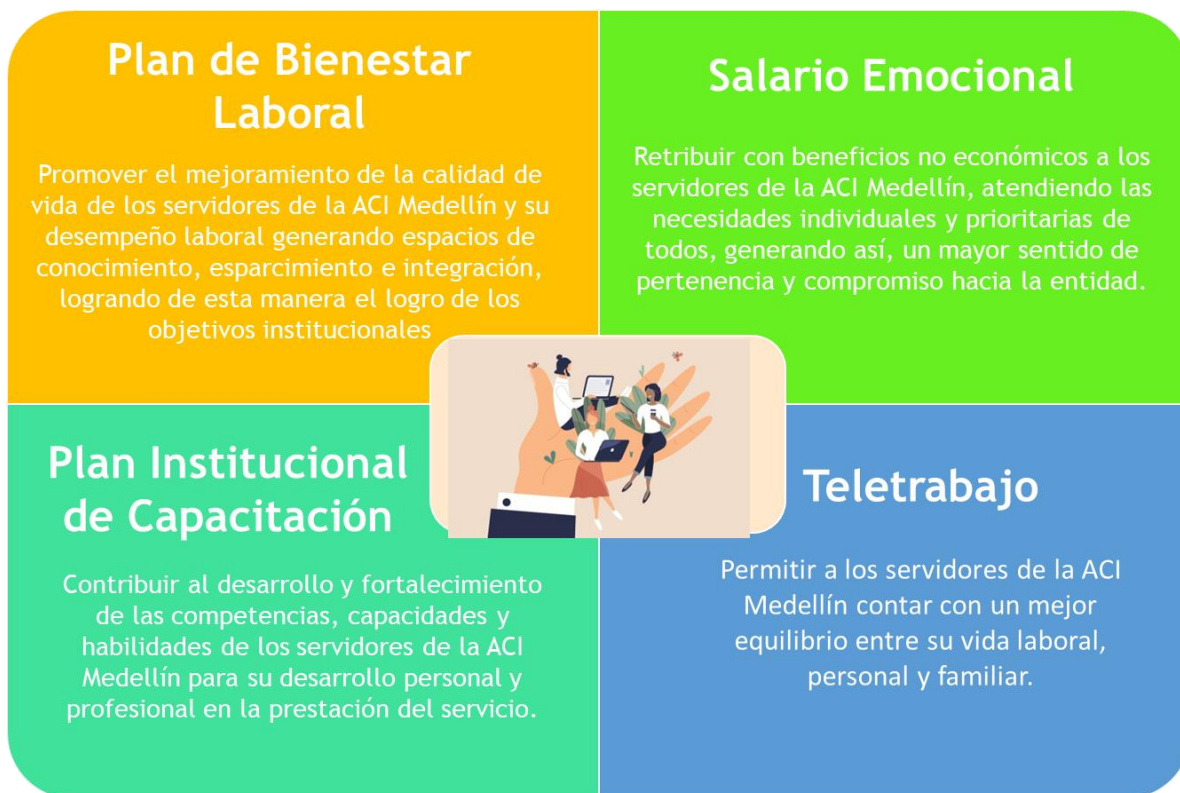 Plan de Bienestar
Laboral
Promover el mejoramiento de la calidad de
vida de los servidores de la ACI Medellín y su
desempeño laboral generando espacios de
conocimiento, esparcimiento e integración,
logrando de esta manera el logro de los
objetivos institucionales
Salario Emocional
Retribuir con beneficios no económicos a los
servidores de la ACI Medellín, atendiendo las
necesidades individuales y prioritarias de
todos, generando así, un mayor sentido de
pertenencia y compromiso hacia la entidad.
Plan Institucional
de Capacitación
Contribuir al desarrollo y fortalecimiento
de las competencias, capacidades y
habilidades de los servidores de la ACI
Medellín para su desarrollo personal y
profesional en la prestación del servicio.
Teletrabajo
Permitir a los servidores de la ACI
Medellín contar con un mejor
equilibrio entre su vida laboral,
personal y familiar.